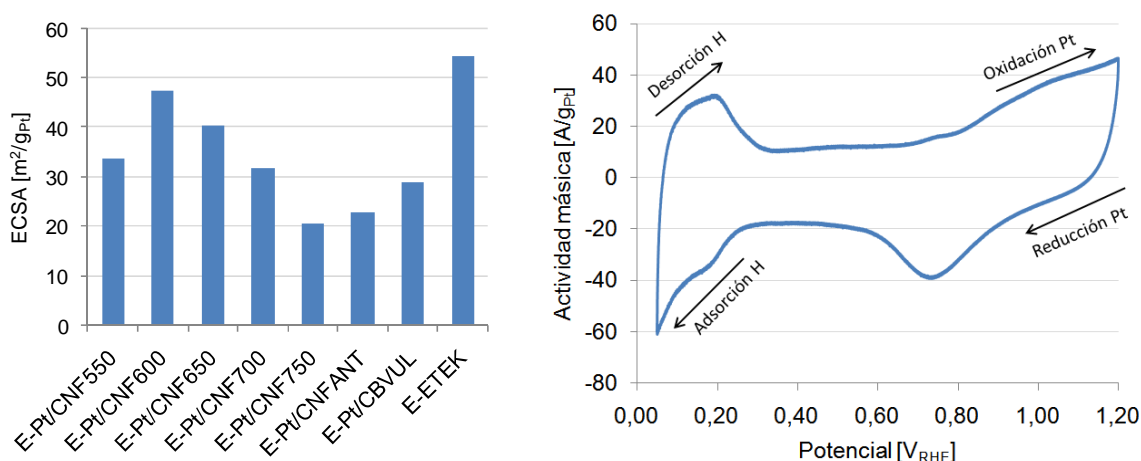 ECSA [m²/gPt]
60
50
40
30
20
10
0
E-Pt/CNF550
E-Pt/CNF600
E-Pt/CNF650
E-Pt/CNF700
E-Pt/CNF750
E-Pt/CNFANT
E-Pt/CBVUL
E-ETEK
Actividad másica [A/gPt]
60
40
20
0
-20
-40
-60
-80
Desorción H
Oxidación Pt
Reducción Pt
Adsorción H
0,00 0,20 0,40 0,60 0,80 1,00 1,20
Potencial [VRHE]